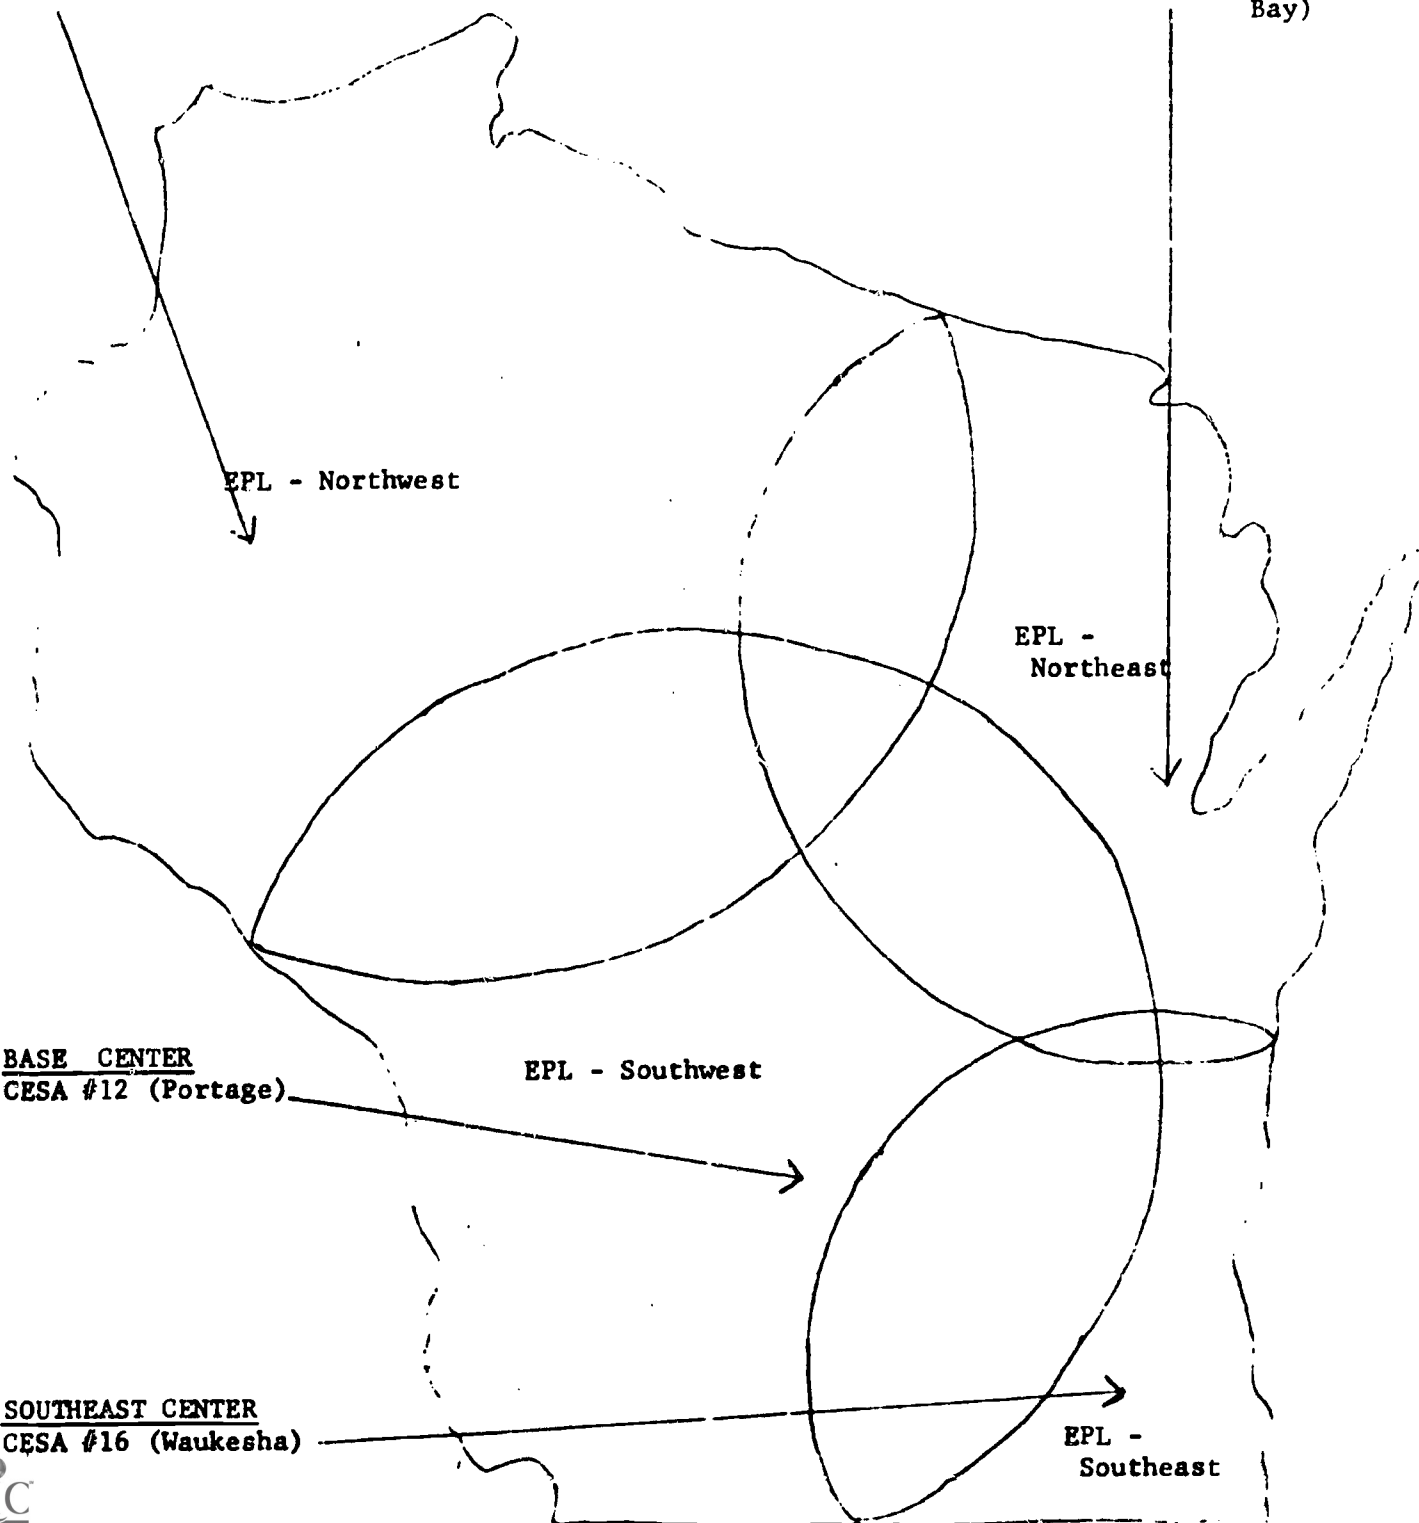 Bay)
EPL - Northwest
EPL -
Northeast
BASE CENTER
CESA #12 (Portage)
EPL - Southwest
SOUTHEAST CENTER
CESA #16 (Waukesha)
EPL -
Southeast
C